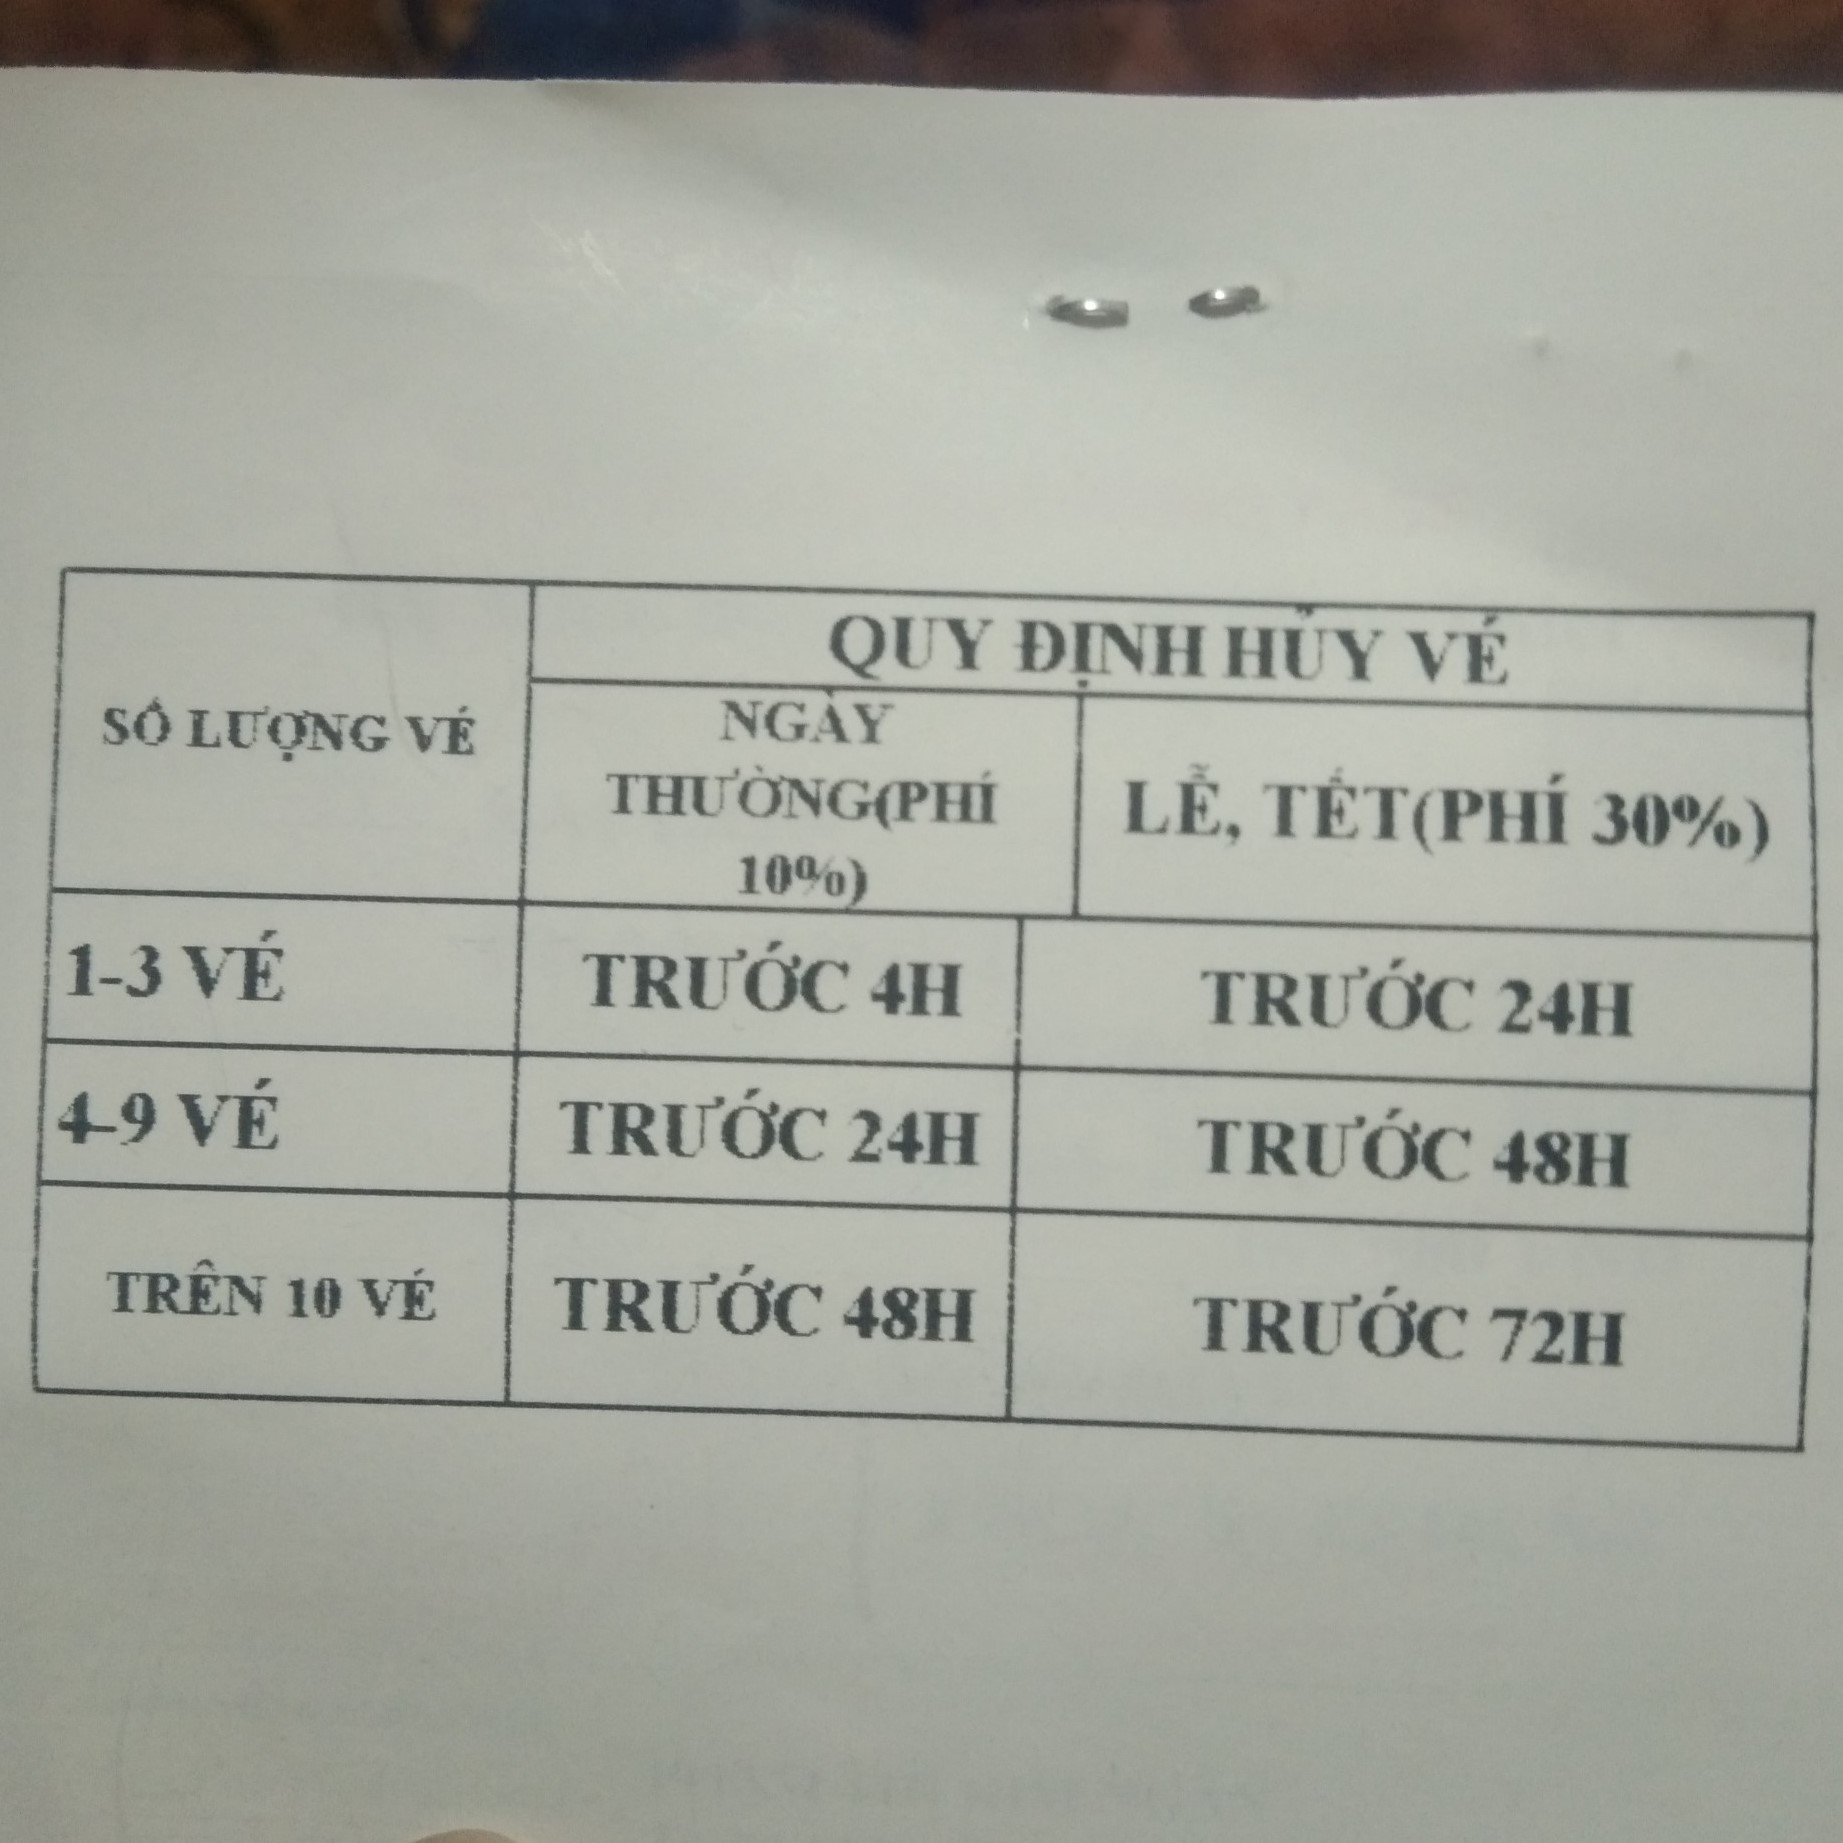 SỐ LƯỢNG VÉ
QUY ĐỊNH HỦY VÉ
NGÀY
THƯỜNG(PHÍ
10%)
LỄ, TẾT(PHÍ 30%)
1-3 VÉ
TRƯỚC 4H
TRƯỚC 24H
4-9 VÉ
TRƯỚC 24H
TRƯỚC 48H
TRÊN 10 VÉ
TRƯỚC 48H
TRƯỚC 72H